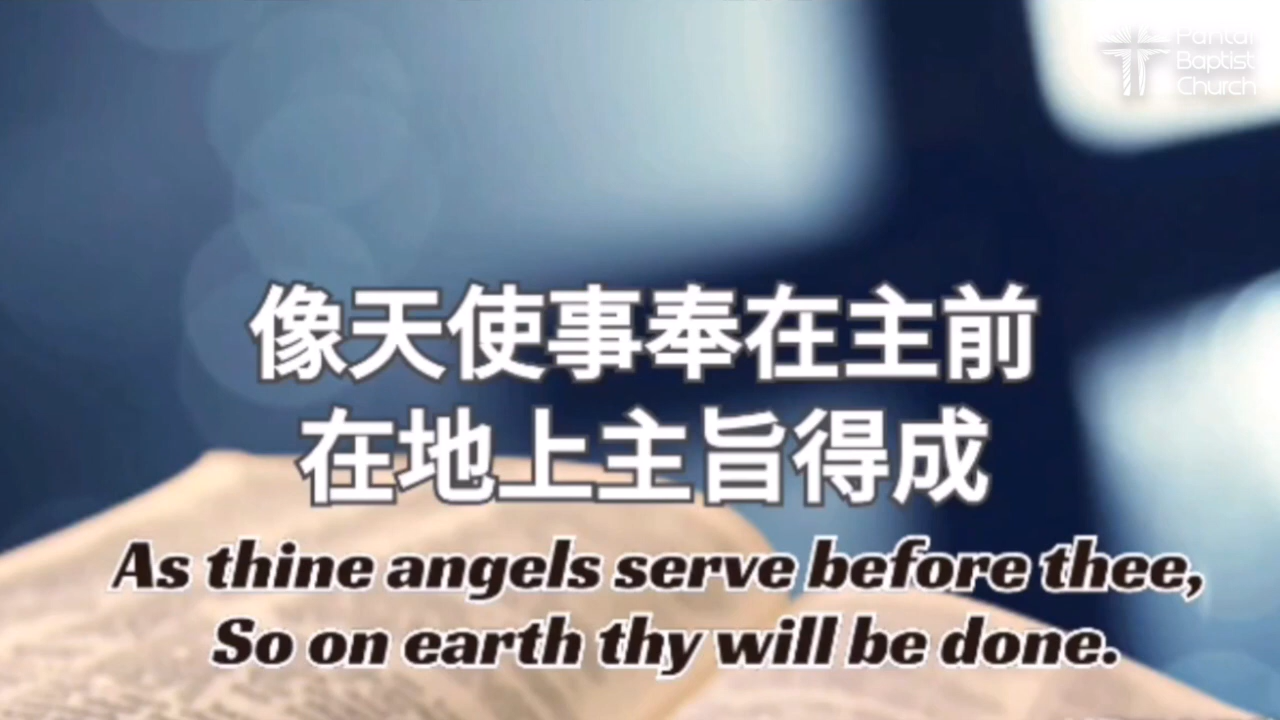 Pantai
Baptist
Church
像天使事奉在主前
在地上主旨得成
As thine angels serve before thee,
So on earth thy will be done.